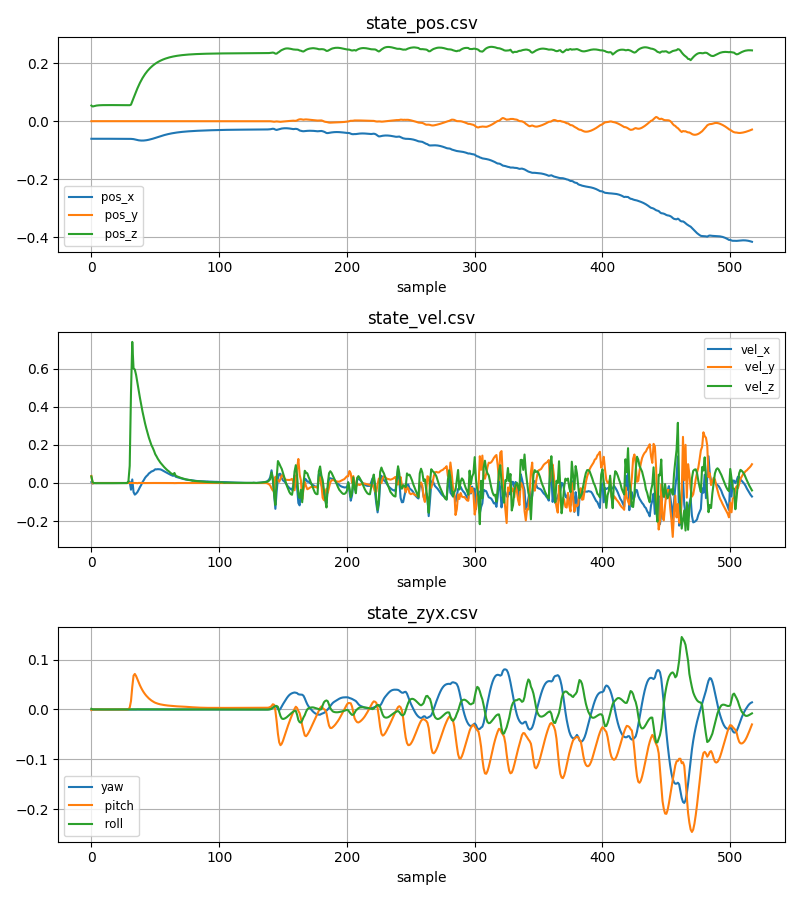 state_pos.csv
0.2
0.0
−0.2
−0.4
pos_x
pos_y
pos_z
0 100 200 300 400 500
sample
state_vel.csv
0.6
0.4
0.2
0.0
−0.2
vel_x
vel_y
vel_z
0 100 200 300 400 500
sample
state_zyx.csv
0.1
0.0
−0.1
−0.2
yaw
pitch
roll
0 100 200 300 400 500
sample